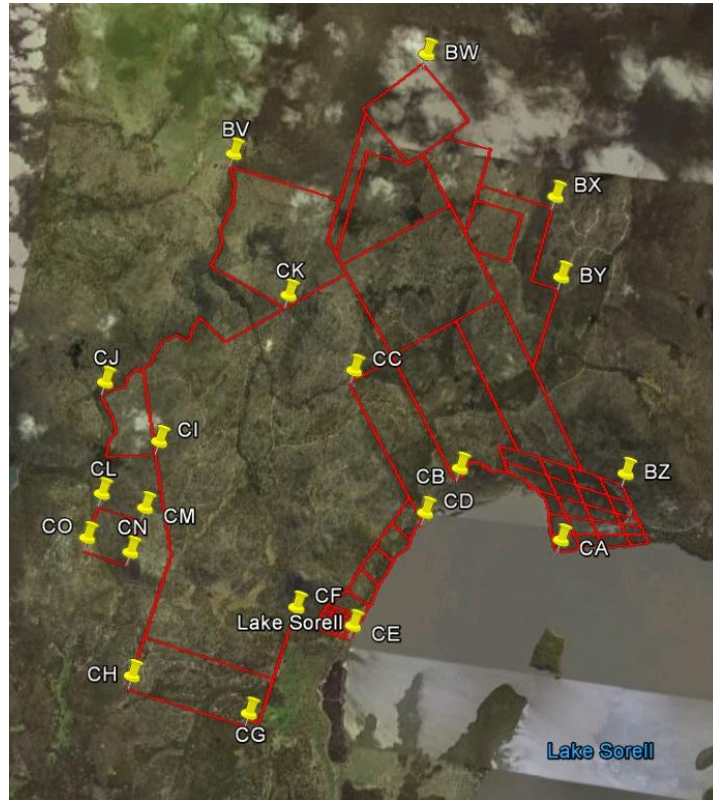 BW
BV
BX
BY
CK
CJ
CC
CI
CB
BZ
CL
CM
CD
CO
CN
CA
CF
Lake Sorell
CE
CH
CG
Lake Sorell